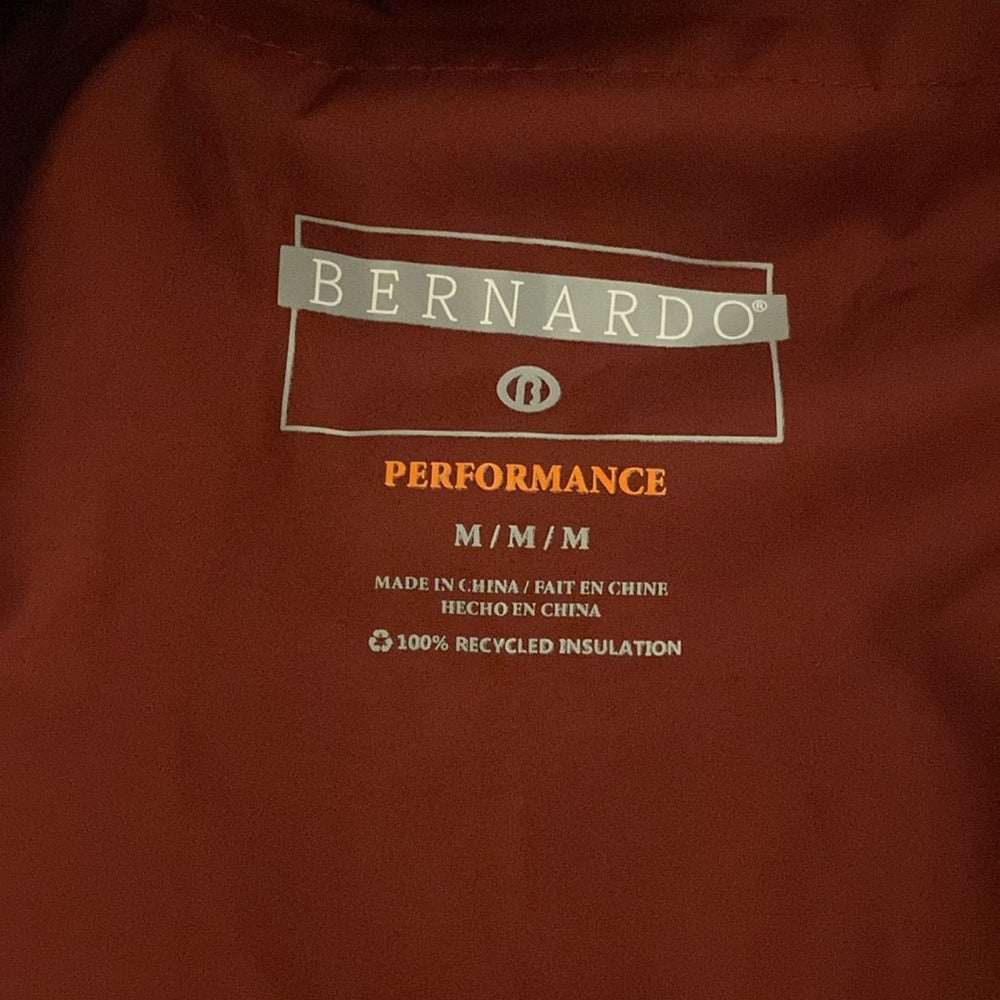 BERNARDO®
B
PERFORMANCE
M / M / M
MADE IN CHINA / FAIT EN CHINE
HECHO EN CHINA
100% RECYCLED INSULATION